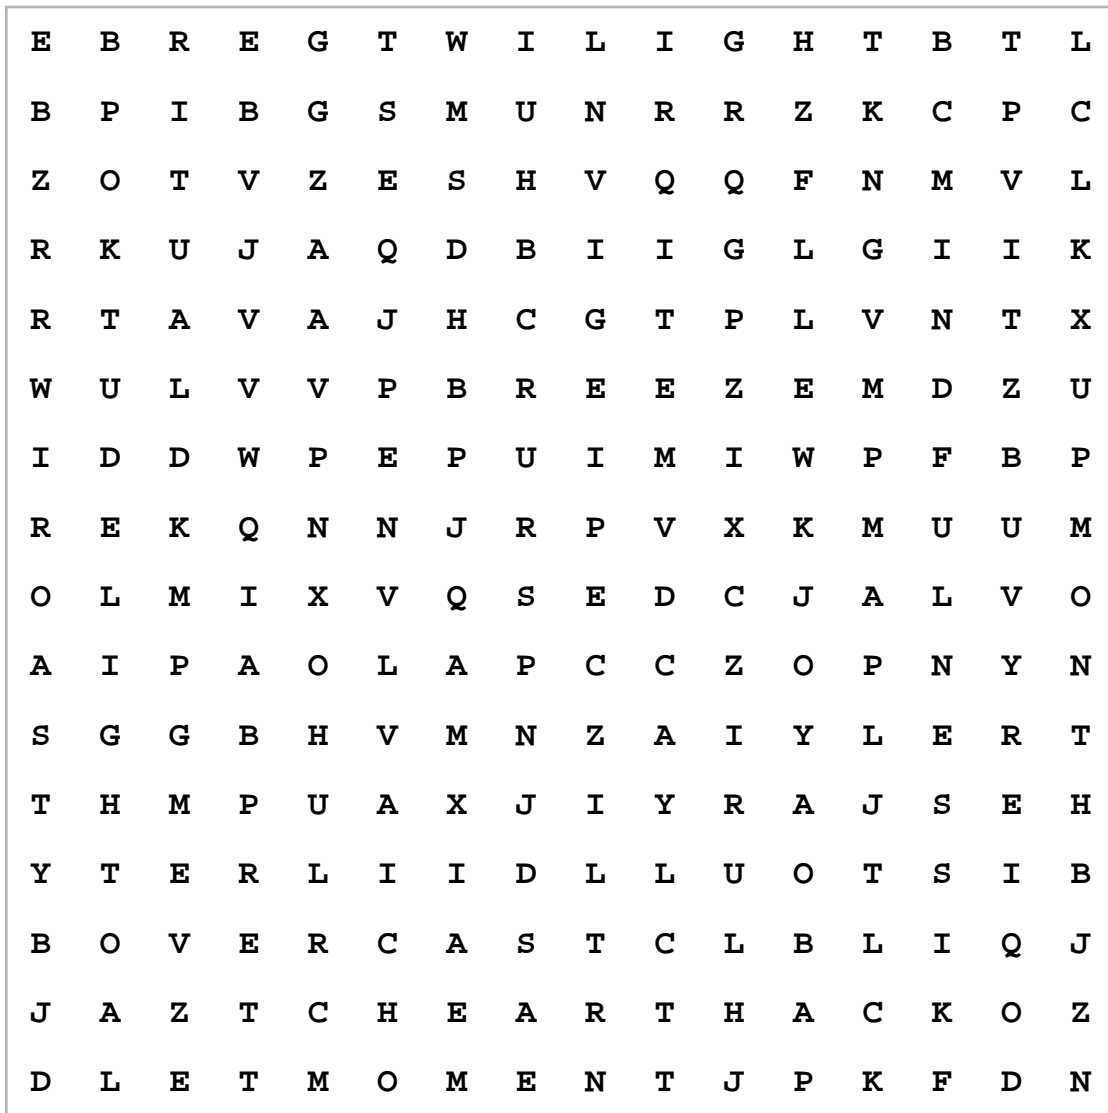 E B R E G T W I L I G H T B T L
B P I B G S M U N R R Z K C P C
Z O T V Z E S H V Q Q F N M V L
R K U J A Q D B I I G L G I I K
R T A V A J H C G T P L V N T X
W U L V V P B R E E Z E M D Z U
I D D W P E P U I M I W P F B P
R E K Q N N J R P V X K M U U M
O L M I X V Q S E D C J A L V O
A I P A O L A P C C Z O P N Y N
S G G B H V M N Z A I Y L E R T
T H M P U A X J I Y R A J S E H
Y T E R L I I D L L U O T S I B
B O V E R C A S T C L B L I Q J
J A Z T C H E A R T H A C K O Z
D L E T M O M E N T J P K F D N